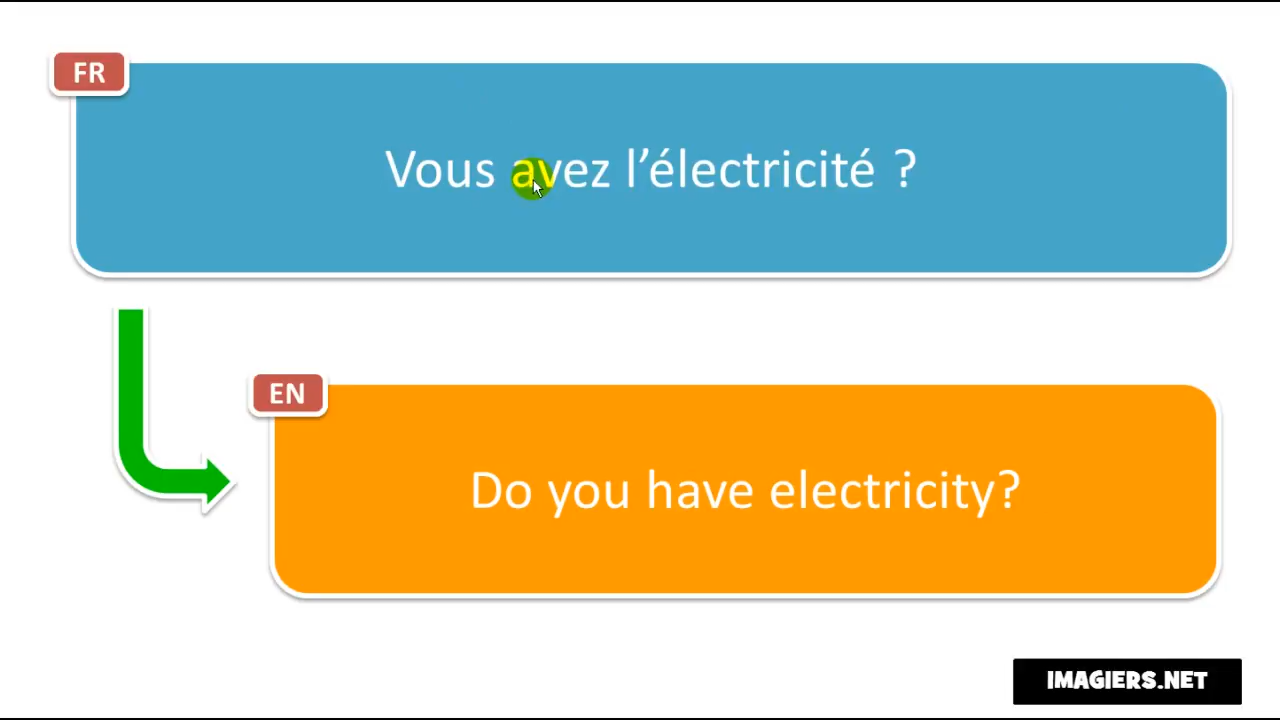 FR
Vous avez l’électricité ?
EN
Do you have electricity?
IMAGIERS.NET